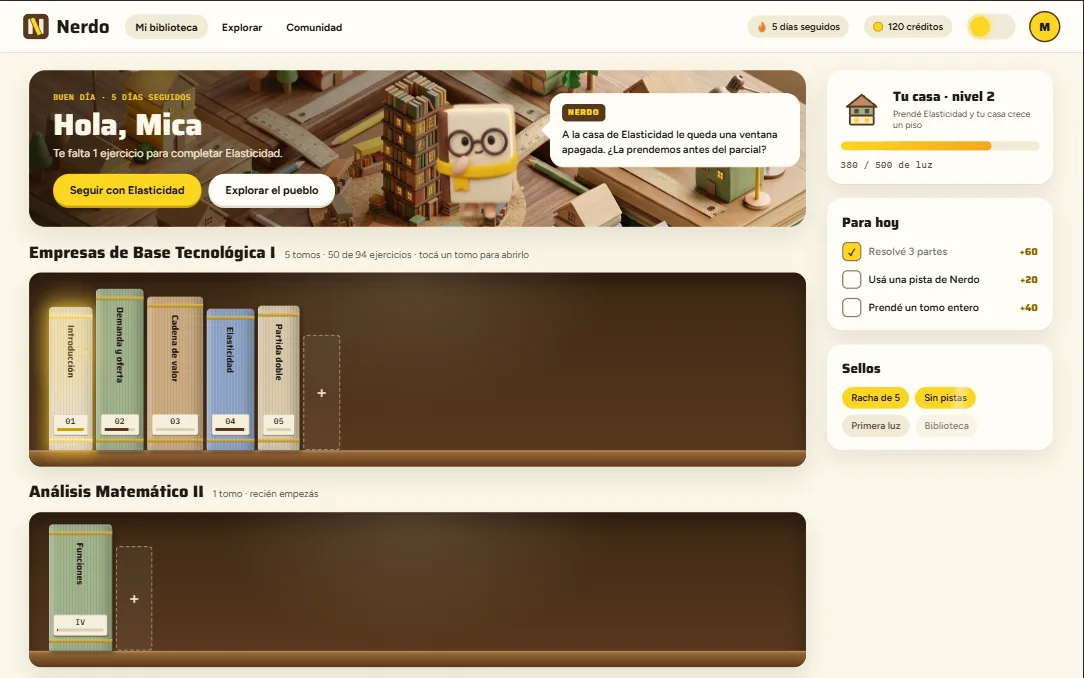 Nerdo
Mi biblioteca
Explorar
Comunidad
5 días seguidos
120 créditos
M
BUEN DÍA · 5 DÍAS SEGUIDOS
Hola, Mica
Te falta 1 ejercicio para completar Elasticidad.
Seguir con Elasticidad
Explorar el pueblo
NERDO
A la casa de Elasticidad le queda una ventana
apagada. ¿La prendemos antes del parcial?
Tu casa · nivel 2
Prendé Elasticidad y tu casa crece
un piso
380 / 500 de luz
Para hoy
Resolvé 3 partes +60
Usá una pista de Nerdo +20
Prendé un tomo entero +40
Sellos
Racha de 5
Sin pistas
Primera luz
Biblioteca
Empresas de Base Tecnológica I
5 tomos · 50 de 94 ejercicios · tocá un tomo para abrirlo
Introducción
01
Demanda y oferta
02
Cadena de valor
03
Elasticidad
04
Partida doble
05
+
Análisis Matemático II
1 tomo · recién empezás
Funciones
IV
+